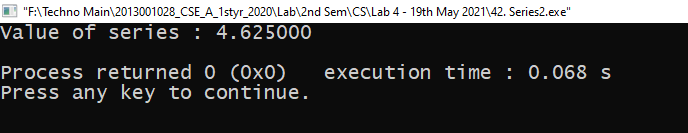 "F:\Techno Main\2013001028_CSE_A_1styr_2020\Lab\2nd Sem\CS\Lab 4 - 19th May 2021\42. Series2.exe"
Value of series : 4.625000
Process returned 0 (0x0)   execution time : 0.068 s
Press any key to continue.